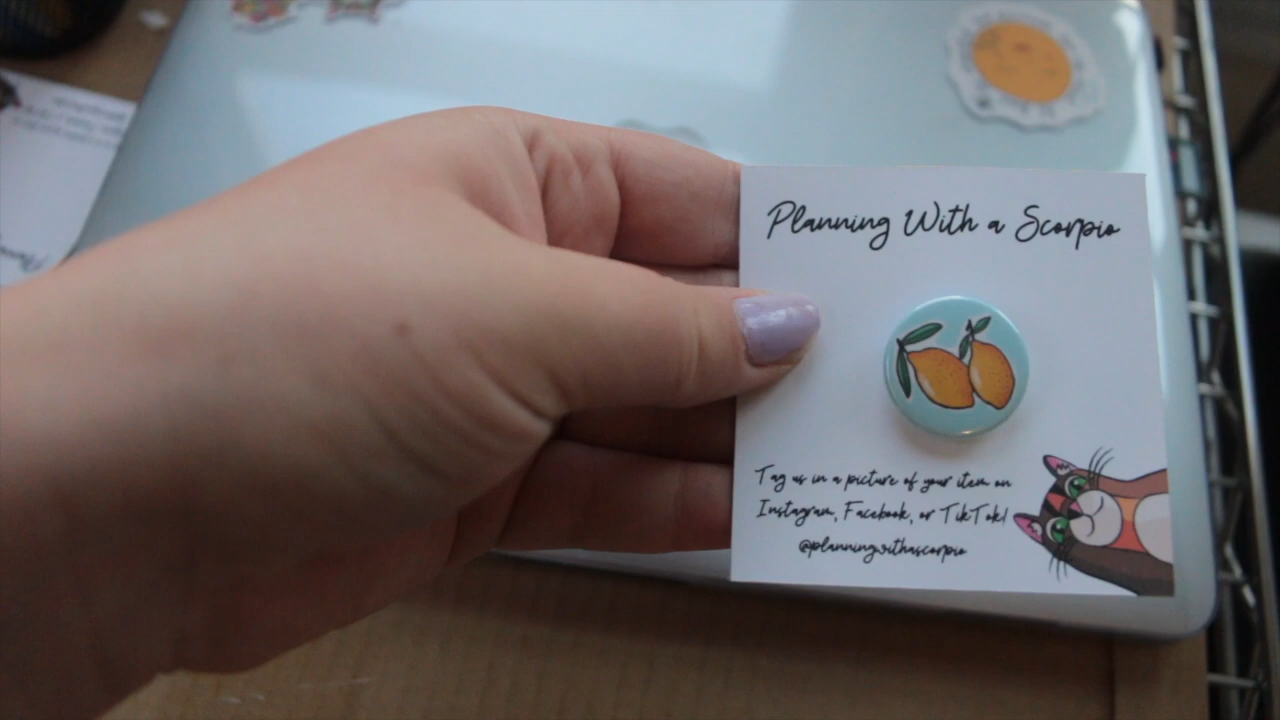 Planning With a Scorpio
Tag us in a picture of your item on
Instagram, Facebook, or TikTok!
@planningwithascorpio